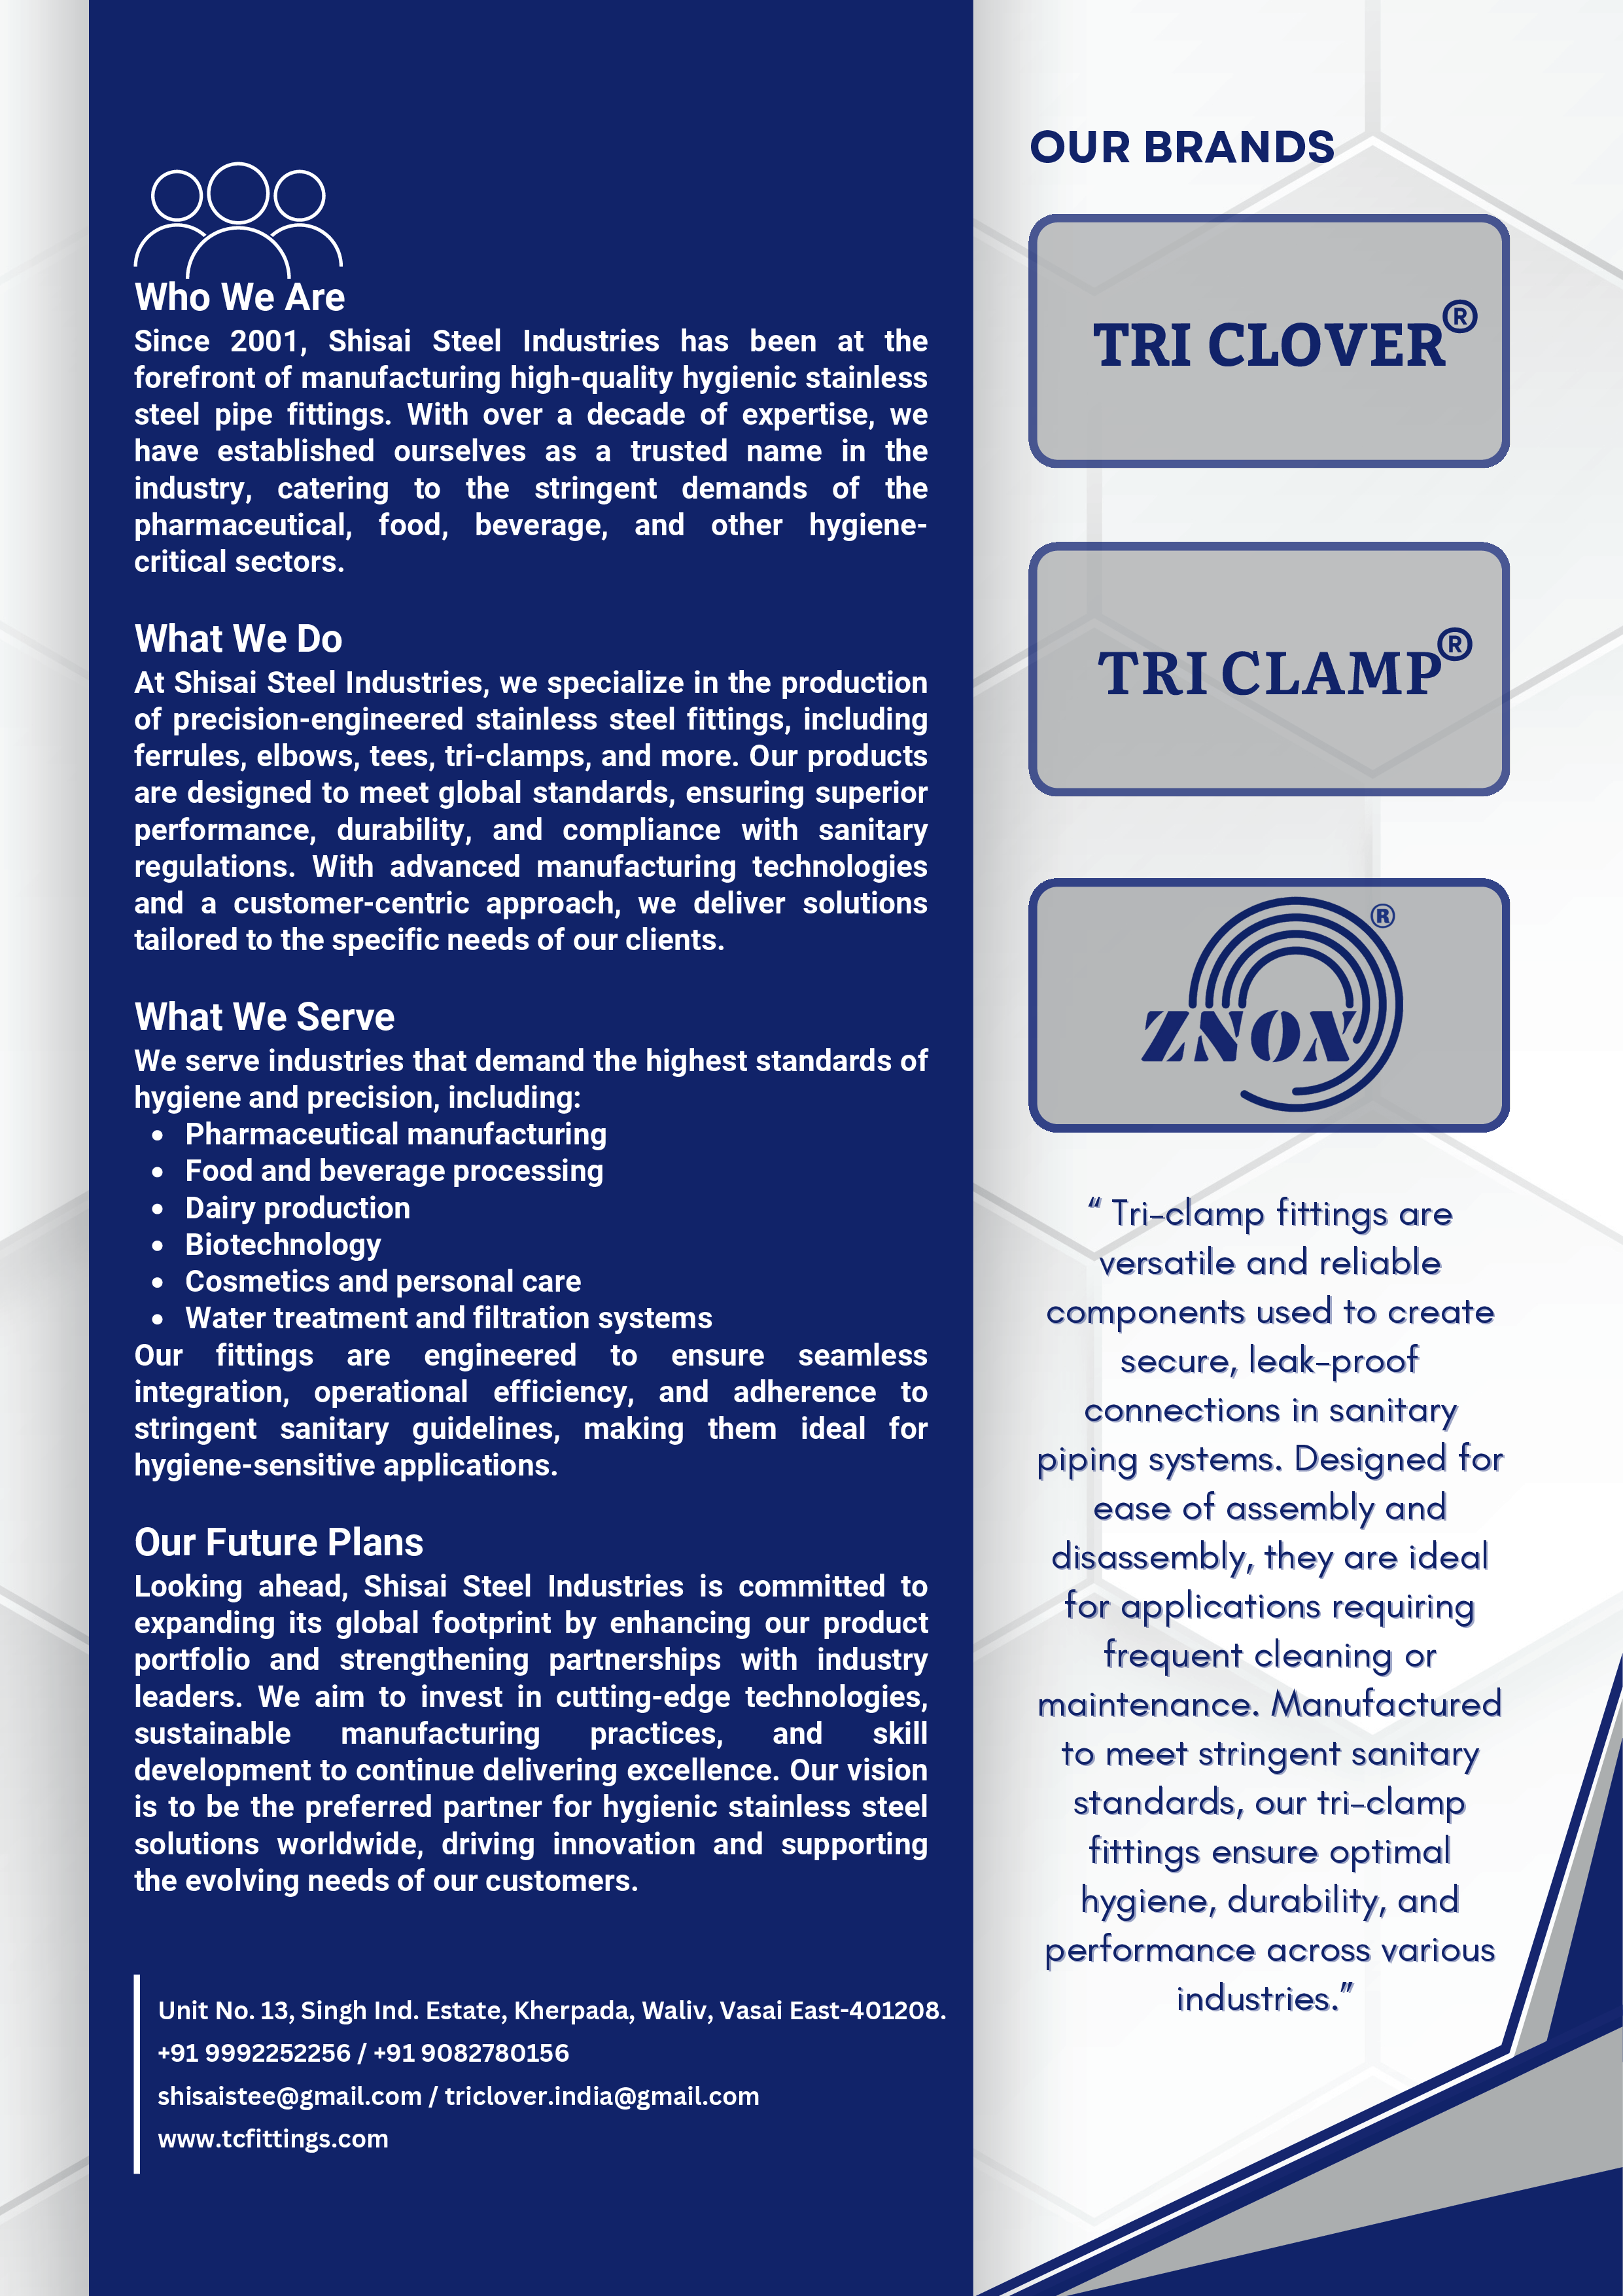 Who We Are
Since 2001, Shisai Steel Industries has been at the
forefront of manufacturing high-quality hygienic stainless
steel pipe fittings. With over a decade of expertise, we
have established ourselves as a trusted name in the
industry, catering to the stringent demands of the
pharmaceutical, food, beverage, and other hygiene-
critical sectors.
What We Do
At Shisai Steel Industries, we specialize in the production
of precision-engineered stainless steel fittings, including
ferrules, elbows, tees, tri-clamps, and more. Our products
are designed to meet global standards, ensuring superior
performance, durability, and compliance with sanitary
regulations. With advanced manufacturing technologies
and a customer-centric approach, we deliver solutions
tailored to the specific needs of our clients.
What We Serve
We serve industries that demand the highest standards of
hygiene and precision, including:
• Pharmaceutical manufacturing
• Food and beverage processing
• Dairy production
• Biotechnology
• Cosmetics and personal care
• Water treatment and filtration systems
Our fittings are engineered to ensure seamless
integration, operational efficiency, and adherence to
stringent sanitary guidelines, making them ideal for
hygiene-sensitive applications.
Our Future Plans
Looking ahead, Shisai Steel Industries is committed to
expanding its global footprint by enhancing our product
portfolio and strengthening partnerships with industry
leaders. We aim to invest in cutting-edge technologies,
sustainable manufacturing practices, and skill
development to continue delivering excellence. Our vision
is to be the preferred partner for hygienic stainless steel
solutions worldwide, driving innovation and supporting
the evolving needs of our customers.
Unit No. 13, Singh Ind. Estate, Kherpada, Waliv, Vasai East-401208.
+91 9992252256 / +91 9082780156
shisaistee@gmail.com / triclover.india@gmail.com
www.tcfittings.com
OUR BRANDS
TRI CLOVER®
TRI CLAMP®
ZNOX®
“ Tri-clamp fittings are
versatile and reliable
components used to create
secure, leak-proof
connections in sanitary
piping systems. Designed for
ease of assembly and
disassembly, they are ideal
for applications requiring
frequent cleaning or
maintenance. Manufactured
to meet stringent sanitary
standards, our tri-clamp
fittings ensure optimal
hygiene, durability, and
performance across various
industries.”